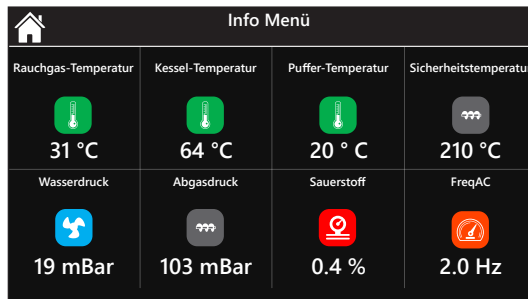 Info Menü
Rauchgas-Temperatur Kessel-Temperatur Puffer-Temperatur Sicherheitstemperatur
31 °C 64 °C 20 ° C 210 °C
Wasserdruck Abgasdruck Sauerstoff FreqAC
19 mBar 103 mBar 0.4 % 2.0 Hz